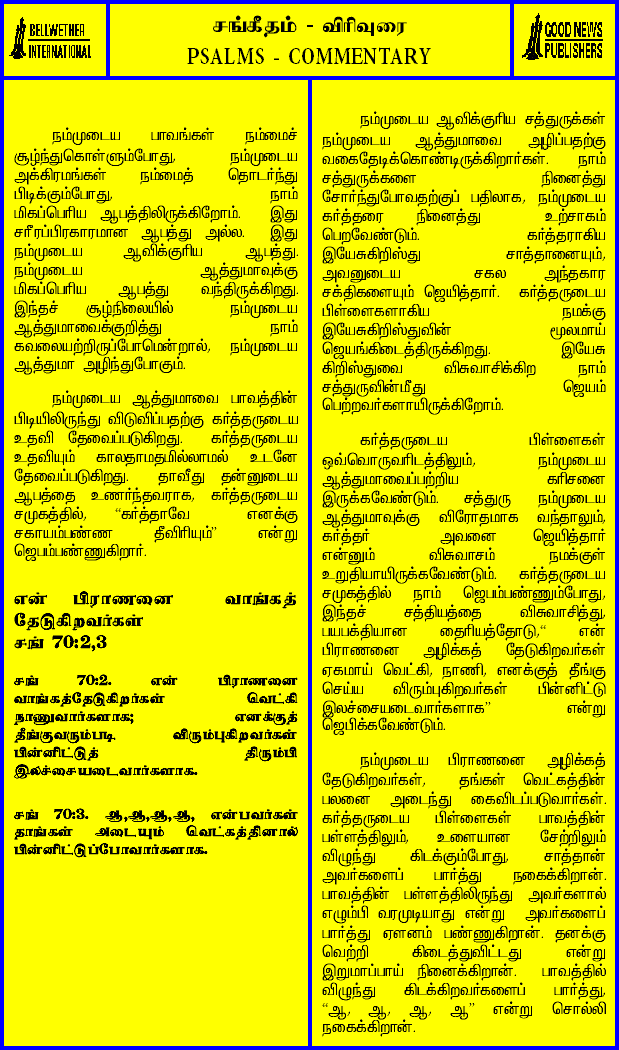 BELLWETHER
INTERNATIONAL
சங்கீதம் - விரிவுரை
PSALMS - COMMENTARY
GOOD NEWS
PUBLISHERS
நம்முடைய பாவங்கள் நம்மைச்
சூழ்ந்துகொள்ளும்போது, நம்முடைய
அக்கிரமங்கள் நம்மைத் தொடர்ந்து
பிடிக்கும்போது, நாம்
மிகப்பெரிய ஆபத்திலிருக்கிறோம். இது
சரீரப்பிரகாரமான ஆபத்து அல்ல. இது
நம்முடைய ஆவிக்குரிய ஆபத்து.
நம்முடைய ஆத்துமாவுக்கு
மிகப்பெரிய ஆபத்து வந்திருக்கிறது.
இந்தச் சூழ்நிலையில் நம்முடைய
ஆத்துமாவைக்குறித்து நாம்
கவலையற்றிருப்போமென்றால், நம்முடைய
ஆத்துமா அழிந்துபோகும்.
நம்முடைய ஆத்துமாவை பாவத்தின்
பிடியிலிருந்து விடுவிப்பதற்கு கர்த்தருடைய
உதவி தேவைப்படுகிறது. கர்த்தருடைய
உதவியும் காலதாமதமில்லாமல் உடனே
தேவைப்படுகிறது. தாவீது தன்னுடைய
ஆபத்தை உணர்ந்தவராக, கர்த்தருடைய
சமுகத்தில், “கர்த்தாவே எனக்கு
சகாயம்பண்ண தீவிரியும்” என்று
ஜெபம்பண்ணுகிறார்.
என் பிராணனை வாங்கத்
தேடுகிறவர்கள்
சங் 70:2,3
சங் 70:2. என் பிராணனை
வாங்கத்தேடுகிறர்கள் வெட்கி
நாணுவார்களாக; எனக்குத்
தீங்குவரும்படி விரும்புகிறவர்கள்
பின்னிட்டுத் திரும்பி
இலச்சையடைவார்களாக.
சங் 70:3. ஆ,ஆ,ஆ,ஆ, என்பவர்கள்
தாங்கள் அடையும் வெட்கத்தினால்
பின்னிட்டுப்போவார்களாக.
நம்முடைய ஆவிக்குரிய சத்துருக்கள்
நம்முடைய ஆத்துமாவை அழிப்பதற்கு
வகைதேடிக்கொண்டிருக்கிறார்கள். நாம்
சத்துருக்களை நினைத்து
சோர்ந்துபோவதற்குப் பதிலாக, நம்முடைய
கர்த்தரை நினைத்து உற்சாகம்
பெறவேண்டும். கர்த்தராகிய
இயேசுகிறிஸ்து சாத்தானையும்,
அவனுடைய சகல அந்தகார
சக்திகளையும் ஜெயித்தார். கர்த்தருடைய
பிள்ளைகளாகிய நமக்கு
இயேசுகிறிஸ்துவின் மூலமாய்
ஜெயங்கிடைத்திருக்கிறது. இயேசு
கிறிஸ்துவை விசுவாசிக்கிற நாம்
சத்துருவின்மீது ஜெயம்
பெற்றவர்களாயிருக்கிறோம்.
கர்த்தருடைய பிள்ளைகள்
ஒவ்வொருவரிடத்திலும், நம்முடைய
ஆத்துமாவைப்பற்றிய கரிசனை
இருக்கவேண்டும். சத்துரு நம்முடைய
ஆத்துமாவுக்கு விரோதமாக வந்தாலும்,
கர்த்தர் அவனை ஜெயித்தார்
என்னும் விசுவாசம் நமக்குள்
உறுதியாயிருக்கவேண்டும். கர்த்தருடைய
சமுகத்தில் நாம் ஜெபம்பண்ணும்போது,
இந்தச் சத்தியத்தை விசுவாசித்து,
பயபக்தியான தைரியத்தோடு,“ என்
பிராணனை அழிக்கத் தேடுகிறவர்கள்
ஏகமாய் வெட்கி, நாணி, எனக்குத் தீங்கு
செய்ய விரும்புகிறவர்கள் பின்னிட்டு
இலச்சையடைவார்களாக” என்று
ஜெபிக்கவேண்டும்.
நம்முடைய பிராணனை அழிக்கத்
தேடுகிறவர்கள், தங்கள் வெட்கத்தின்
பலனை அடைந்து கைவிடப்படுவார்கள்.
கர்த்தருடைய பிள்ளைகள் பாவத்தின்
பள்ளத்திலும், உளையான சேற்றிலும்
விழுந்து கிடக்கும்போது, சாத்தான்
அவர்களைப் பார்த்து நகைக்கிறான்.
பாவத்தின் பள்ளத்திலிருந்து அவர்களால்
எழும்பி வரமுடியாது என்று அவர்களைப்
பார்த்து ஏளனம் பண்ணுகிறான். தனக்கு
வெற்றி கிடைத்துவிட்டது என்று
இறுமாப்பாய் நினைக்கிறான். பாவத்தில்
விழுந்து கிடக்கிறவர்களைப் பார்த்து,
“ஆ, ஆ, ஆ, ஆ” என்று சொல்லி
நகைக்கிறான்.